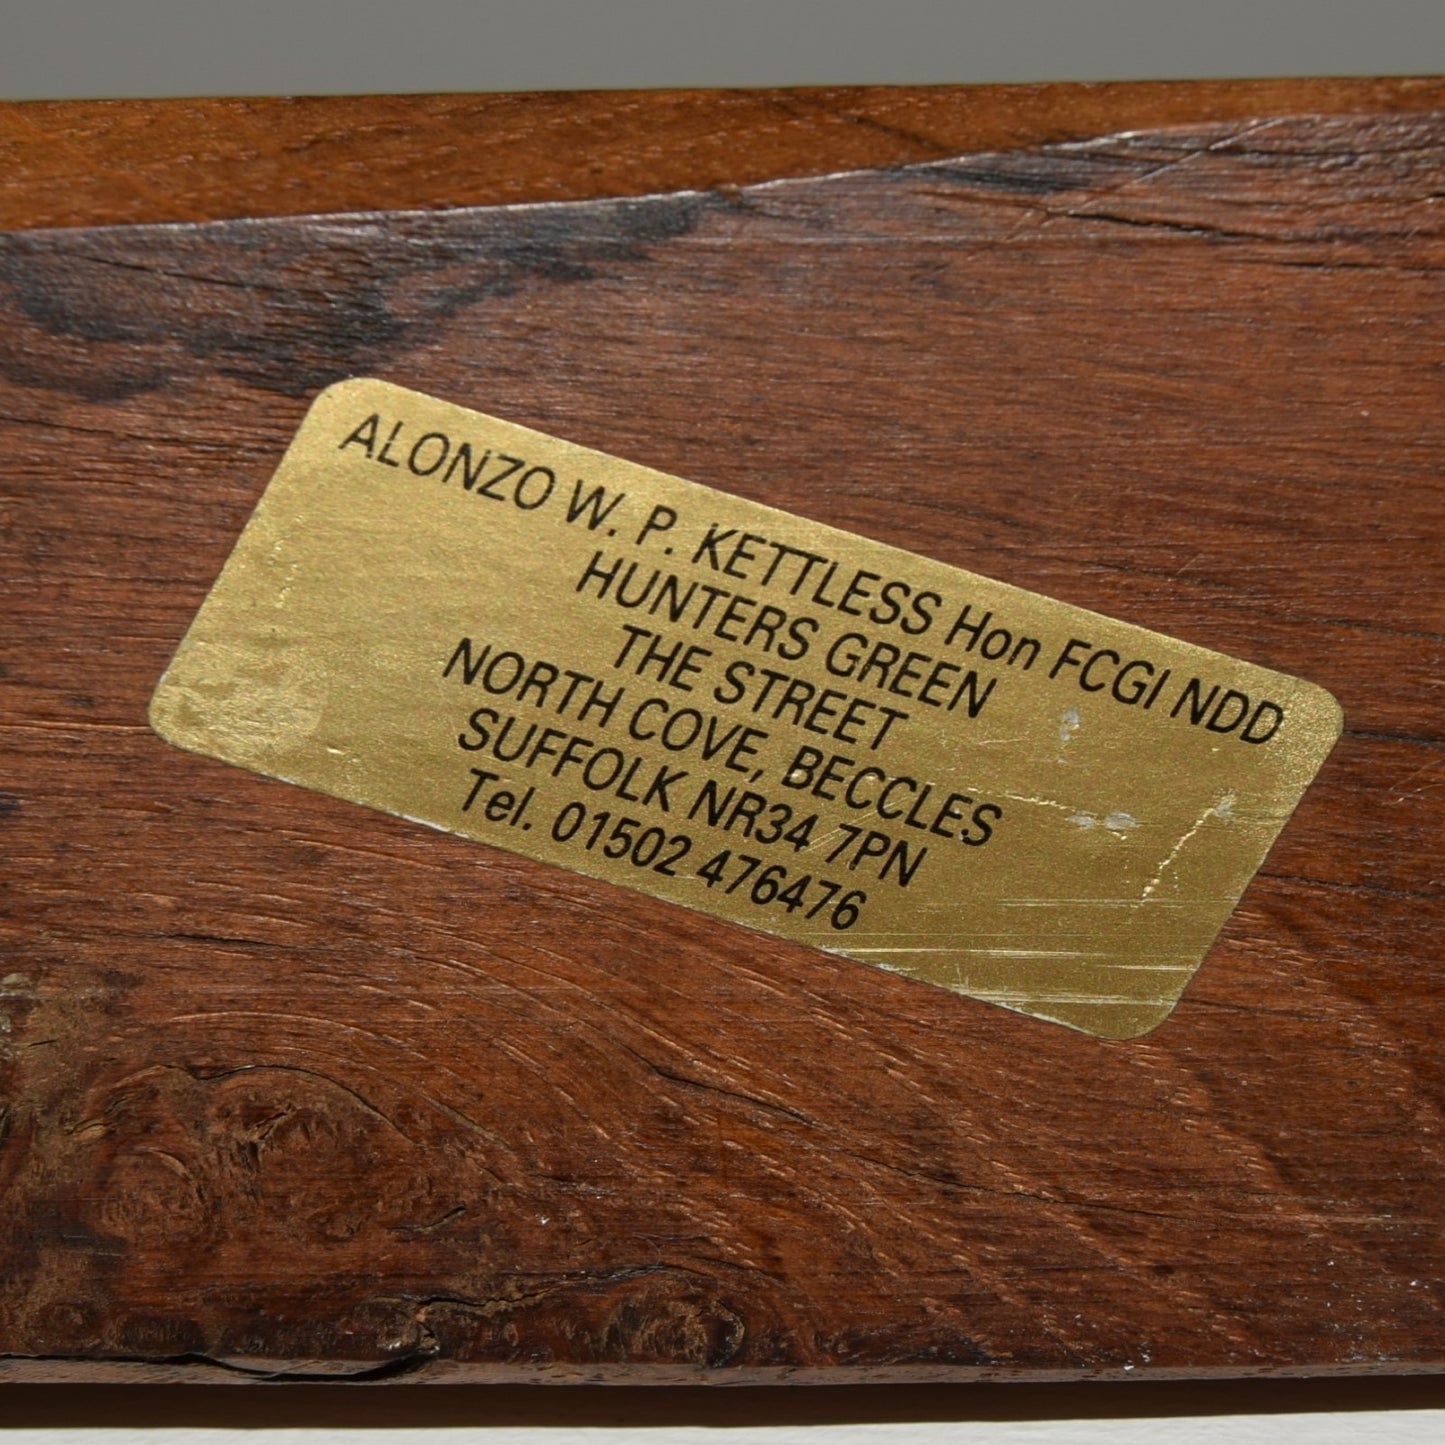 ALONZO W. P. KETTLESS Hon FCGI NDD
HUNTERS GREEN
THE STREET
NORTH COVE, BECCLES
SUFFOLK NR34 7PN
Tel. 01502 476476